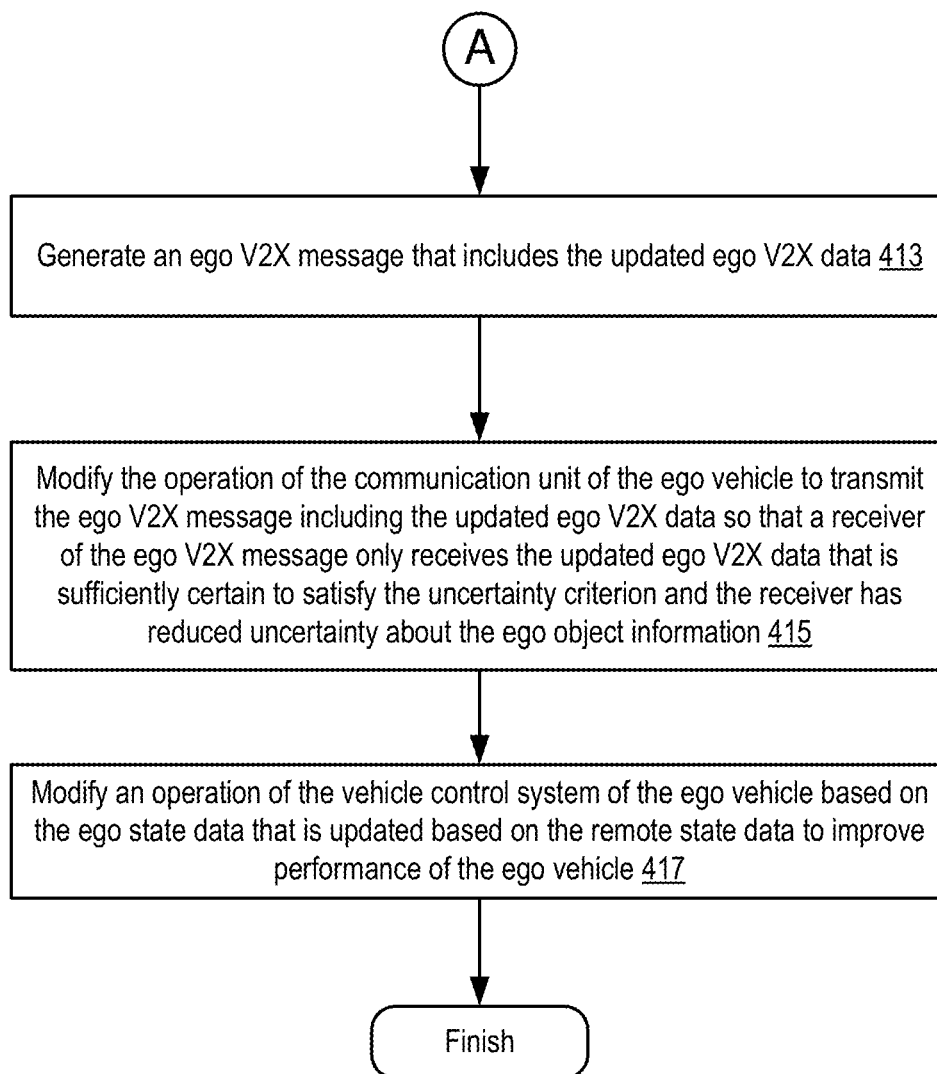 A
Generate an ego V2X message that includes the updated ego V2X data 413
Modify the operation of the communication unit of the ego vehicle to transmit
the ego V2X message including the updated ego V2X data so that a receiver
of the ego V2X message only receives the updated ego V2X data that is
sufficiently certain to satisfy the uncertainty criterion and the receiver has
reduced uncertainty about the ego object information 415
Modify an operation of the vehicle control system of the ego vehicle based on
the ego state data that is updated based on the remote state data to improve
performance of the ego vehicle 417
Finish